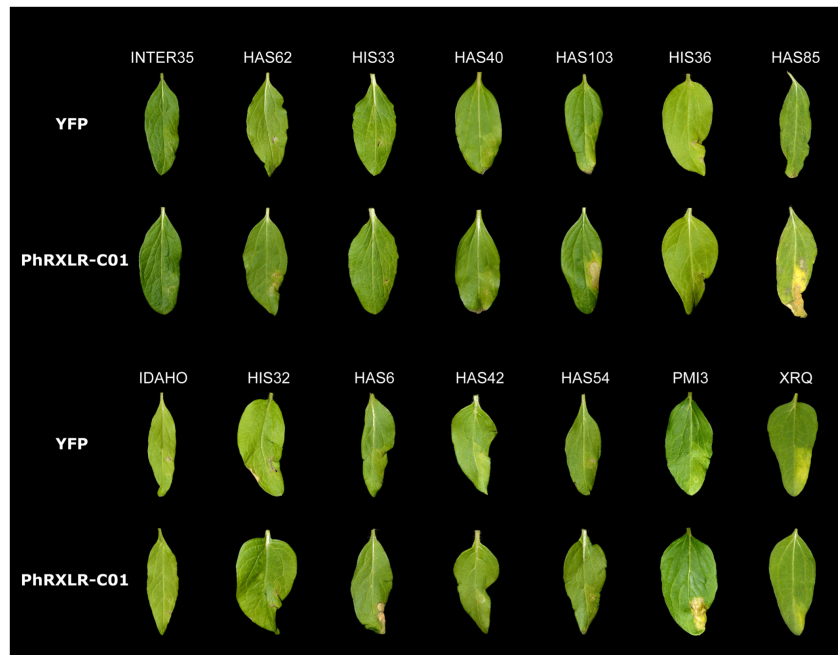 INTER35 HAS62 HIS33 HAS40 HAS103 HIS36 HAS85
YFP
PhRXLR-C01
IDAHO HIS32 HAS6 HAS42 HAS54 PMI3 XRQ
YFP
PhRXLR-C01